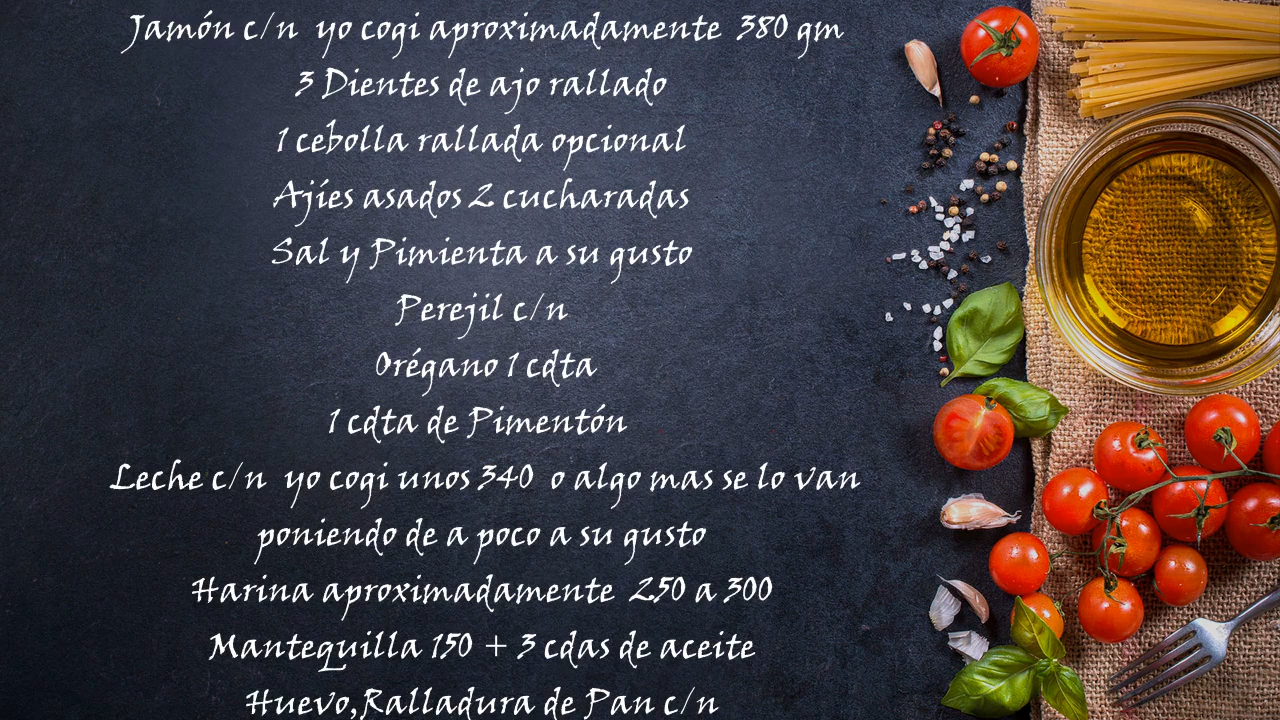 Jamón c/n yo cogi aproximadamente 380 gm
3 Dientes de ajo rallado
1 cebolla rallada opcional
Ajíes asados 2 cucharadas
Sal y Pimienta a su gusto
Perejil c/n
Orégano 1 cdta
1 cdta de Pimentón
Leche c/n yo cogi unos 340 o algo mas se lo van
poniendo de a poco a su gusto
Harina aproximadamente 250 a 300
Mantequilla 150 + 3 cdas de aceite
Huevo,Ralladura de Pan c/n